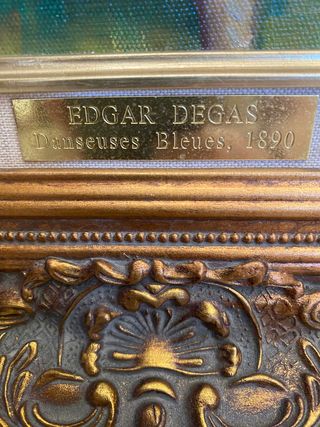 EDGAR DEGAS
Danseuses Bleues, 1890